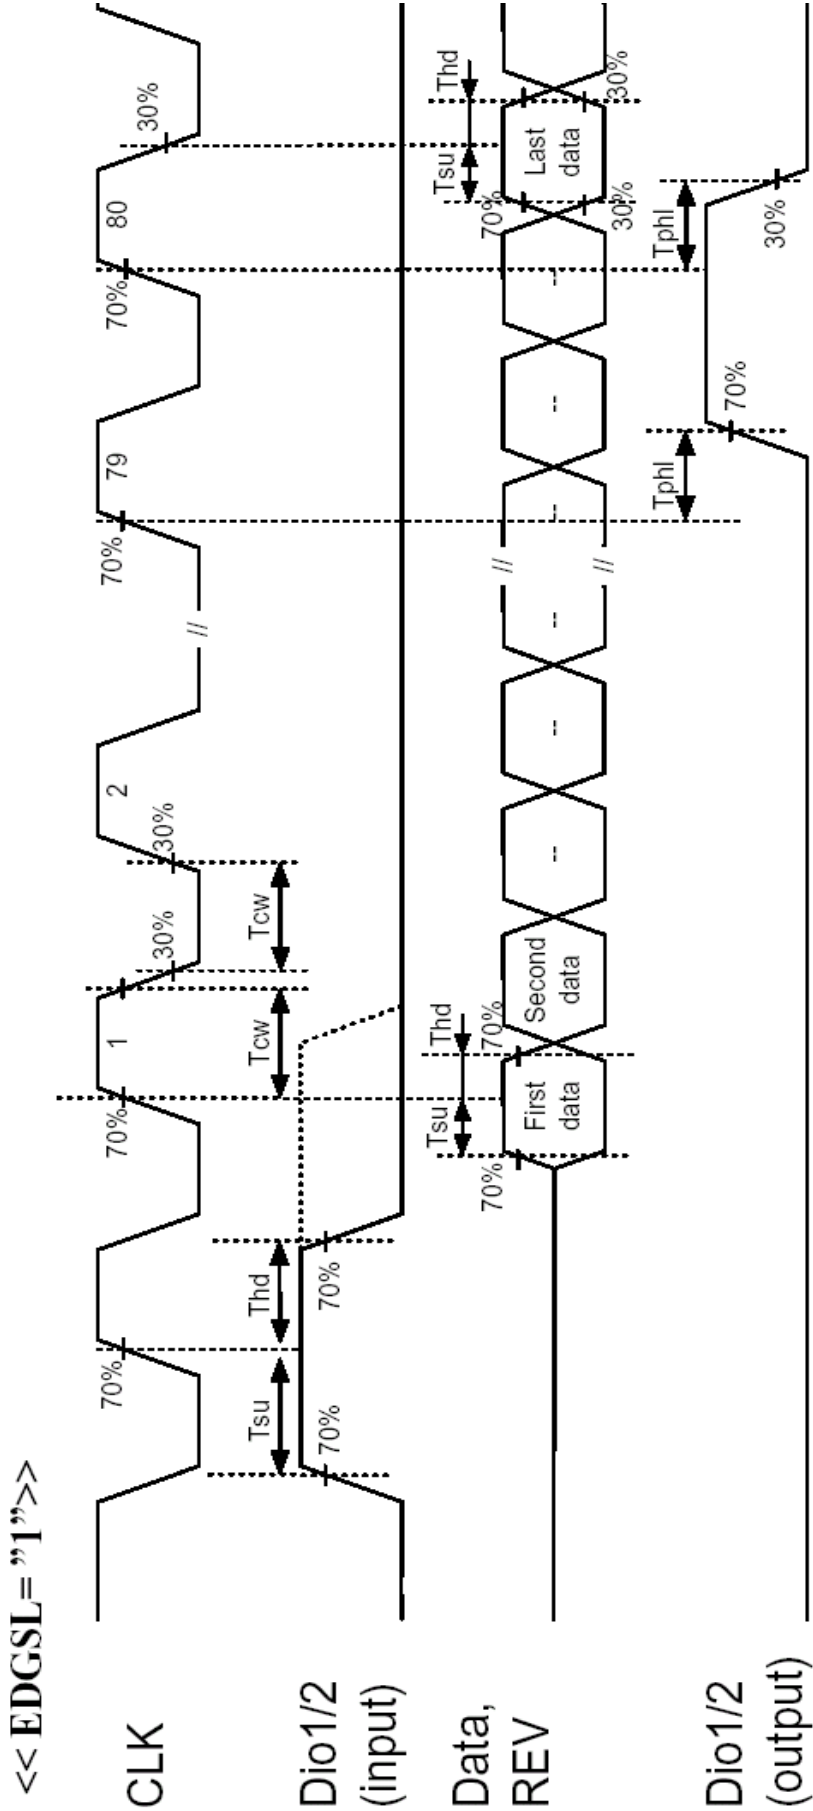 << EDGSL= ”1”>>
CLK
70%
70%
1
30%
30%
2
//
70%
79
70%
80
30%
Tcw
Tcw
Dio1/2
(input)
Tsu
Thd
70%
70%
Data,
REV
Tsu
Thd
70%
70%
First
data
Second
data
--
--
--
//
//
--
--
--
Tsu
Thd
70%
30%
Last
data
30%
Dio1/2
(output)
Tphl
70%
Tphl
30%